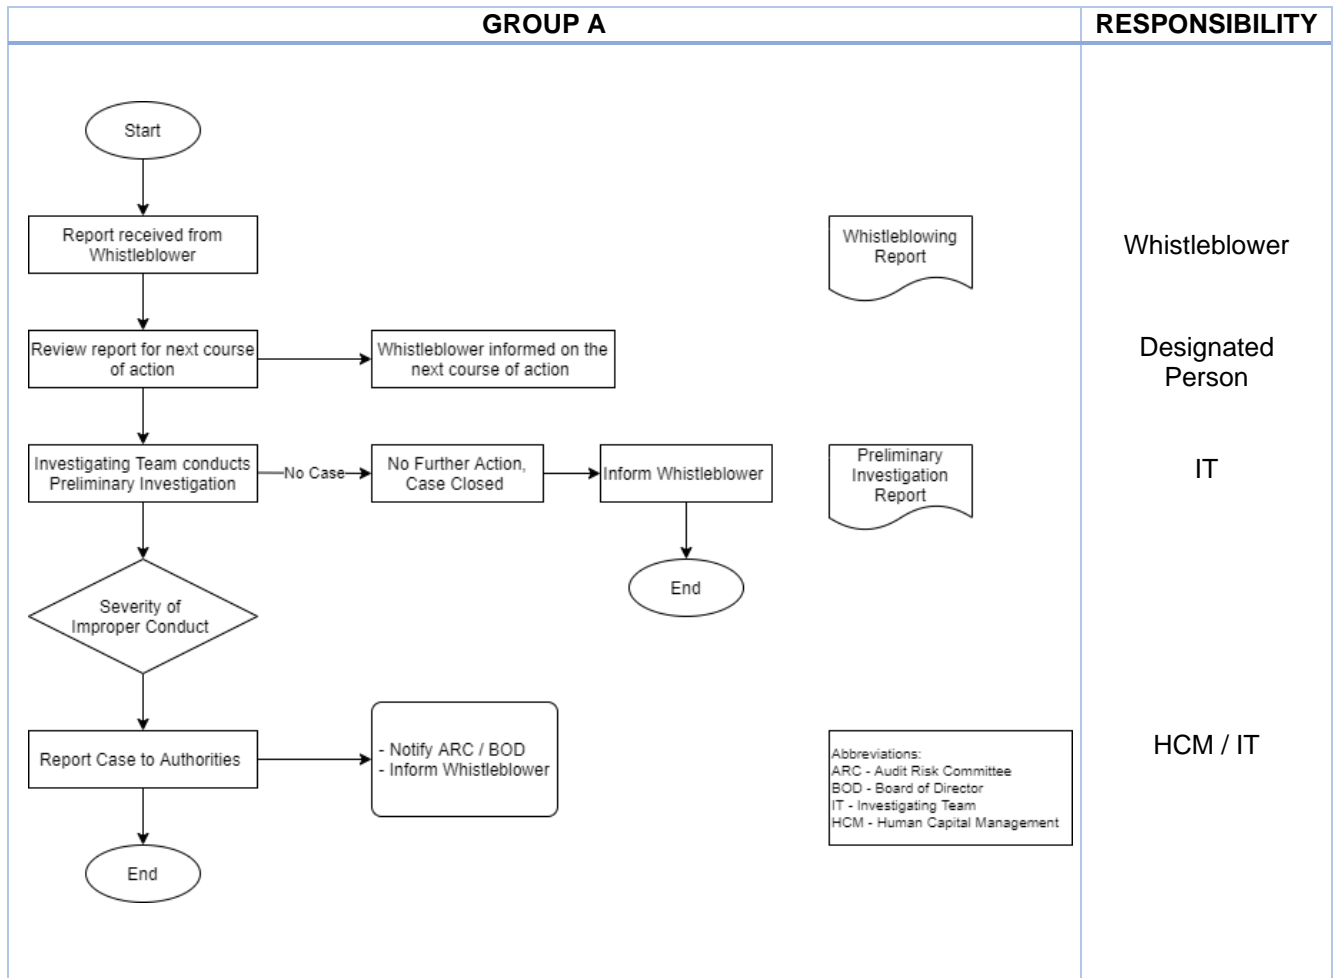 GROUP A
RESPONSIBILITY
Start
Report received from
Whistleblower
Whistleblowing
Report
Whistleblower
Review report for next course
of action
Whistleblower informed on the
next course of action
Designated
Person
Investigating Team conducts
Preliminary Investigation
No Case
No Further Action,
Case Closed
Inform Whistleblower
Preliminary
Investigation
Report
IT
End
Severity of
Improper Conduct
Report Case to Authorities
- Notify ARC / BOD
- Inform Whistleblower
Abbreviations:
ARC - Audit Risk Committee
BOD - Board of Director
IT - Investigating Team
HCM - Human Capital Management
HCM / IT
End